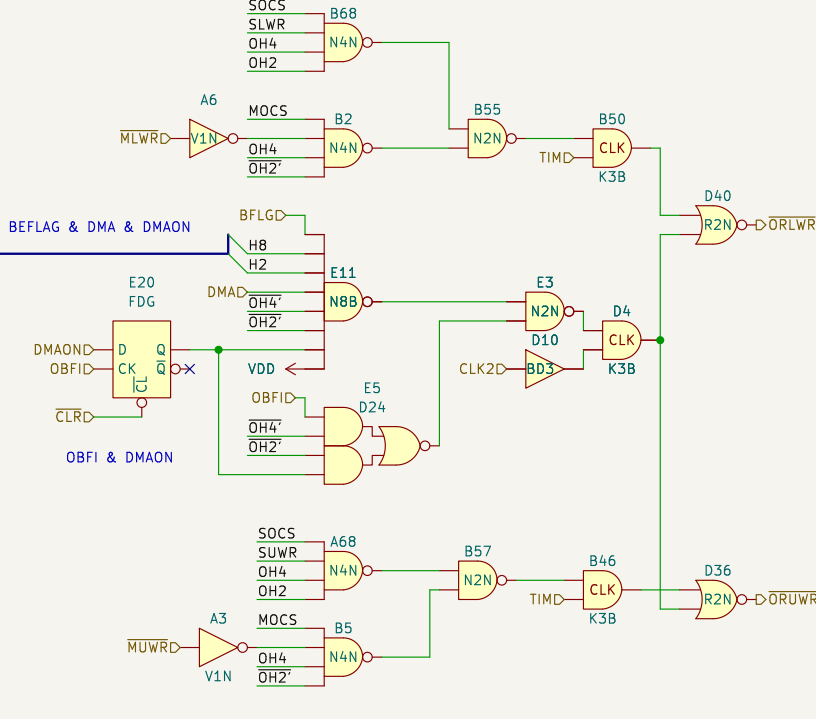 SOCS
B68
SLWR
N4N
OH4
OH2
A6
MOCS
B2
B55
B50
MLWR
V1N
N4N
N2N
CLK
OH4
TIM
OH2'
K3B
D40
BFLG
R2N
ORLWR
BEFLAG & DMA & DMAON
H8
H2
E11
E20
E3
FDG
DMA
N8B
OH4'
N2N
D4
OH2'
D10
CLK
DMAON
D
Q
OBFI
CK
Q
VDD
CLK2
BD3
K3B
CL
E5
OBFI
D24
CLR
OH4'
OH2'
OBFI & DMAON
SOCS
A68
SUWR
B57
B46
D36
OH4
N4N
N2N
CLK
OH2
TIM
R2N
ORUWR
K3B
A3
MOCS
B5
MUWR
OH4
N4N
V1N
OH2'